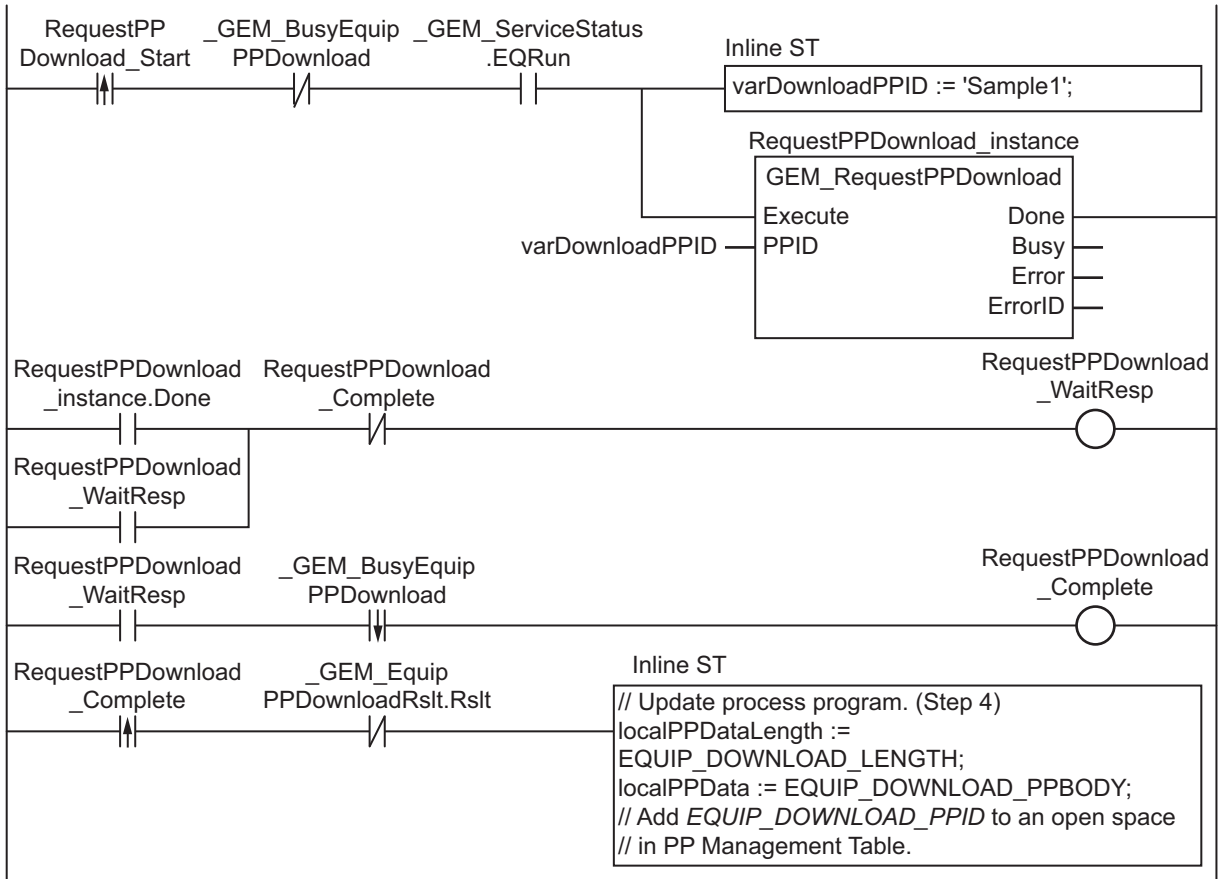 RequestPP
Download_Start
_GEM_BusyEquip
PPDownload
_GEM_ServiceStatus
.EQRun
Inline ST
varDownloadPPID := 'Sample1';
RequestPPDownload_instance
GEM_RequestPPDownload
Execute
Done
varDownloadPPID
PPID
Busy
Error
ErrorID
RequestPPDownload
_instance.Done
RequestPPDownload
_Complete
RequestPPDownload
_WaitResp
RequestPPDownload
_WaitResp
RequestPPDownload
_WaitResp
_GEM_BusyEquip
PPDownload
RequestPPDownload
_Complete
RequestPPDownload
_Complete
_GEM_Equip
PPDownloadRslt.Rslt
Inline ST
// Update process program. (Step 4)
localPPDataLength :=
EQUIP_DOWNLOAD_LENGTH;
localPPData := EQUIP_DOWNLOAD_PPBODY;
// Add EQUIP_DOWNLOAD_PPID to an open space
// in PP Management Table.